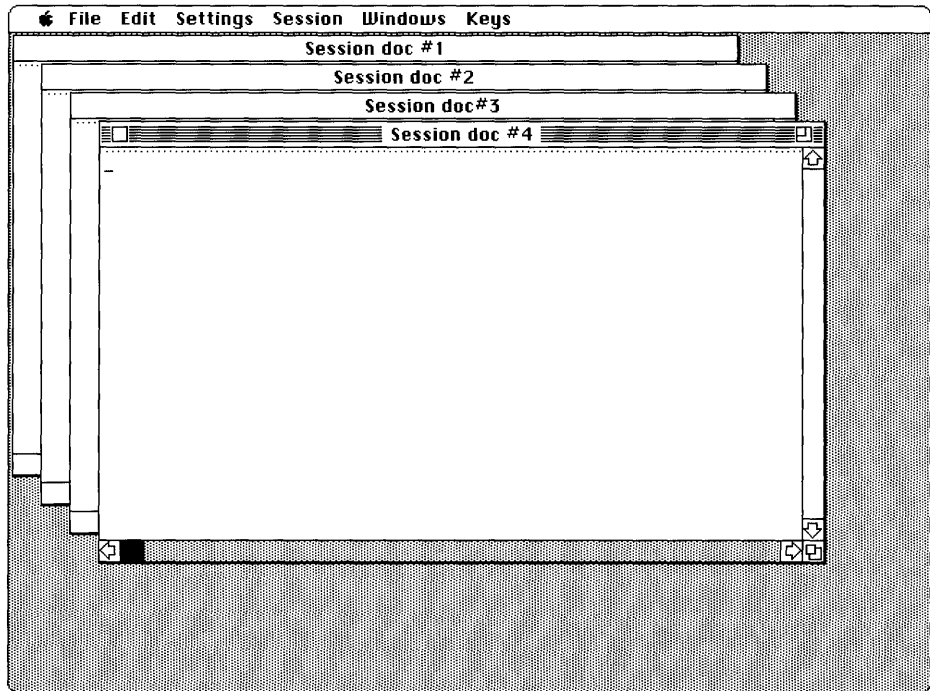 File Edit Settings Session Windows Keys
Session doc #1
Session doc #2
Session doc#3
Session doc #4